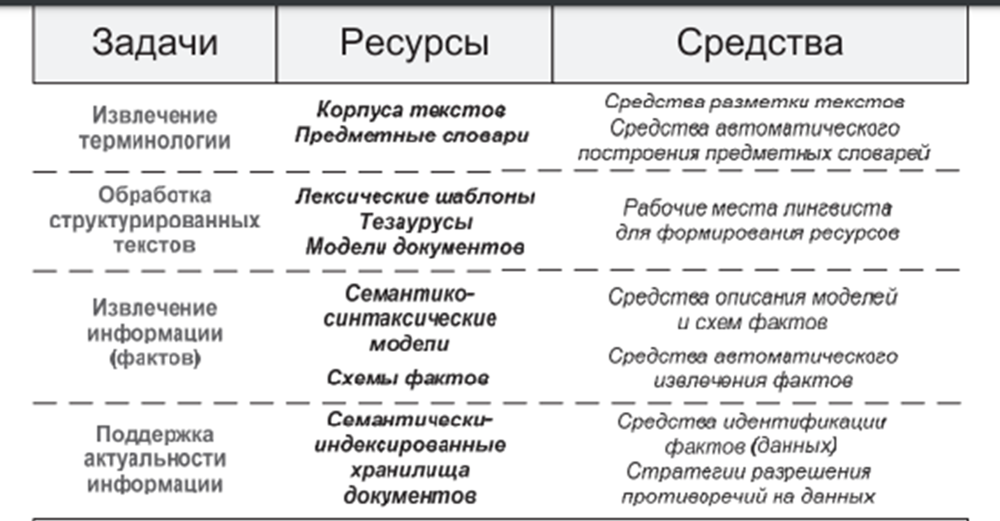 Задачи
Ресурсы
Средства
Извлечение
терминологии
Корпуса текстов
Предметные словари
Средства разметки текстов
Средства автоматического
построения предметных словарей
Обработка
структурированных
текстов
Лексические шаблоны
Тезаурусы
Модели документов
Рабочие места лингвиста
для формирования ресурсов
Извлечение
информации
(фактов)
Семантико-
синтаксические
модели
Схемы фактов
Средства описания моделей
и схем фактов
Средства автоматического
извлечения фактов
Поддержка
актуальности
информации
Семантически-
индексированные
хранилища
документов
Средства идентификации
фактов (данных)
Стратегии разрешения
противоречий на данных